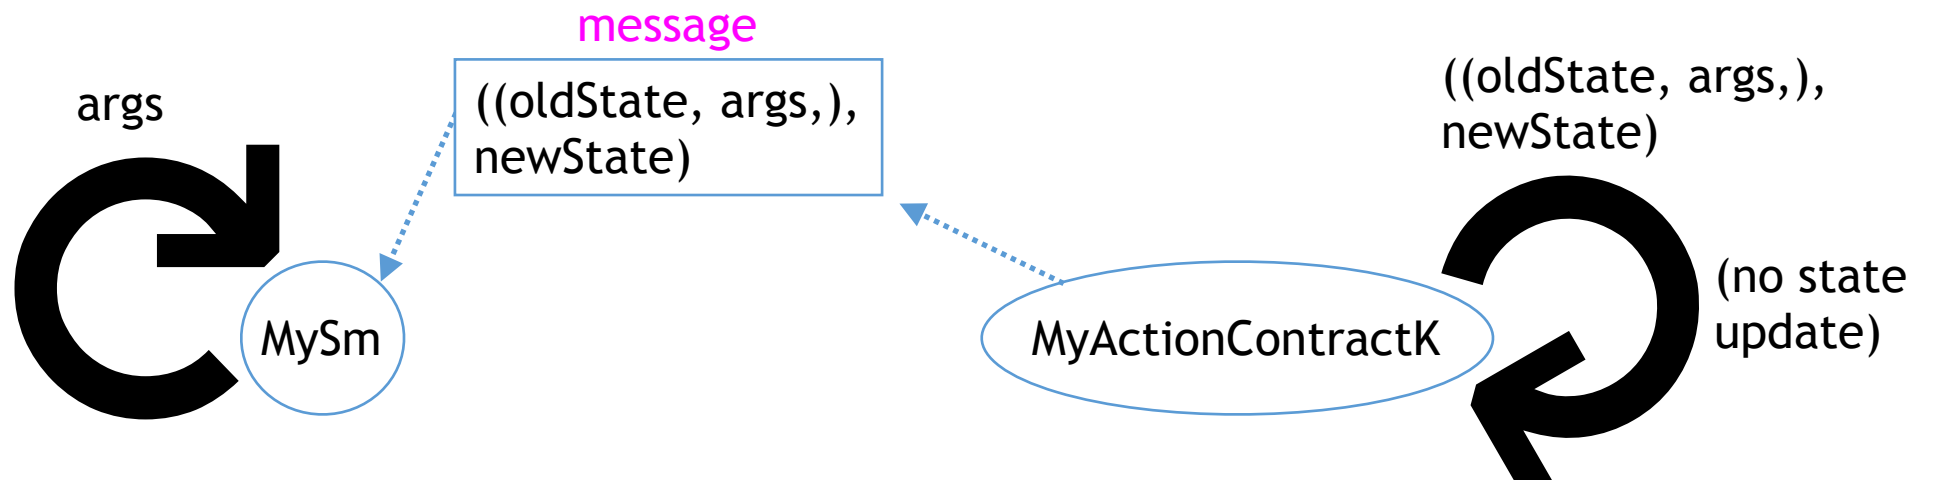 message
args
((oldState, args,),
newState)
((oldState, args,),
newState)
MySm
MyActionContractK
(no state
update)